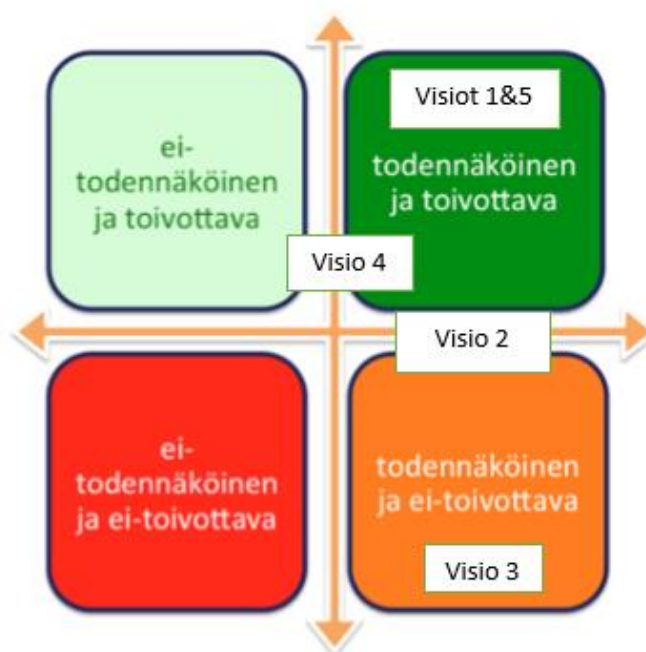 ei-
todennäköinen
ja toivottava
Visiot 1&5
todennäköinen
ja toivottava
Visio 4
Visio 2
ei-
todennäköinen
ja ei-toivottava
todennäköinen
ja ei-toivottava
Visio 3